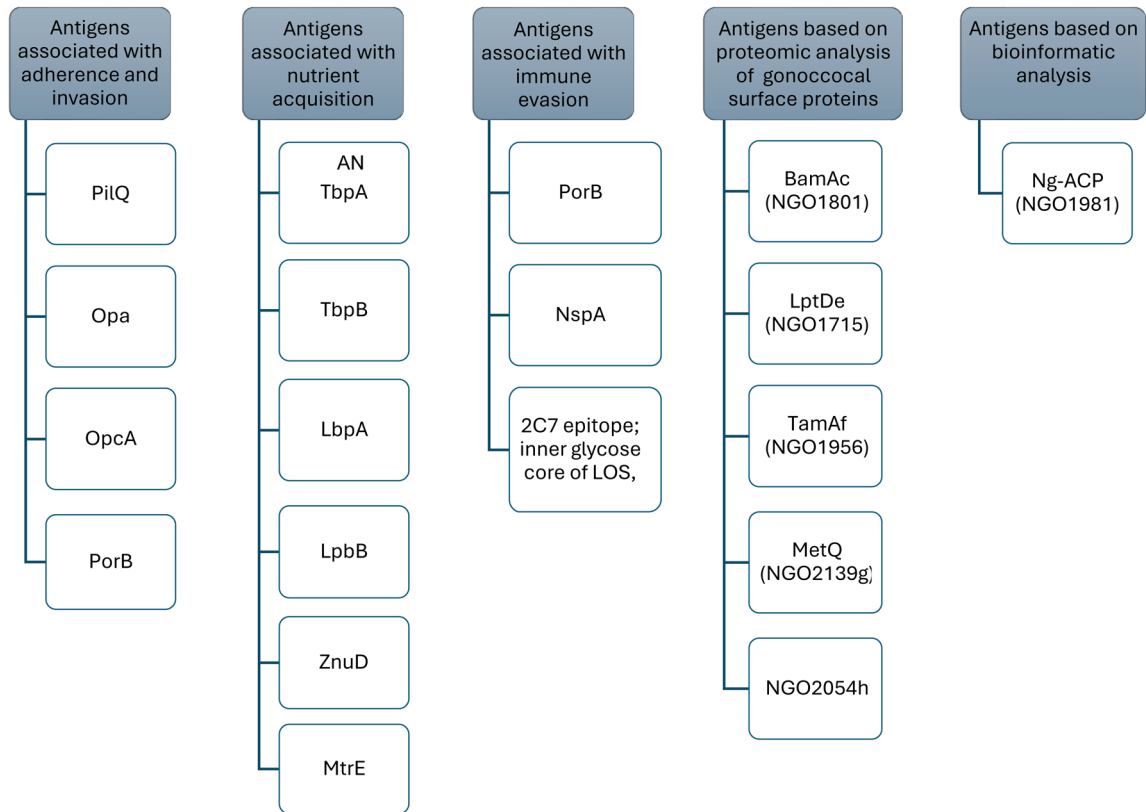 Antigens
associated with
adherence and
invasion
PilQ
Opa
OpcA
PorB
Antigens
associated with
nutrient
acquisition
AN
TbpA
TbpB
LbpA
LpbB
ZnuD
MtrE
Antigens
associated with
immune
evasion
PorB
NspA
2C7 epitope;
inner glycose
core of LOS,
Antigens based on
proteomic analysis
of gonoccocal
surface proteins
BamAc
(NGO1801)
LptDe
(NGO1715)
TamAf
(NGO1956)
MetQ
(NGO2139g)
NGO2054h
Antigens based on
bioinformatic
analysis
Ng-ACP
(NGO1981)